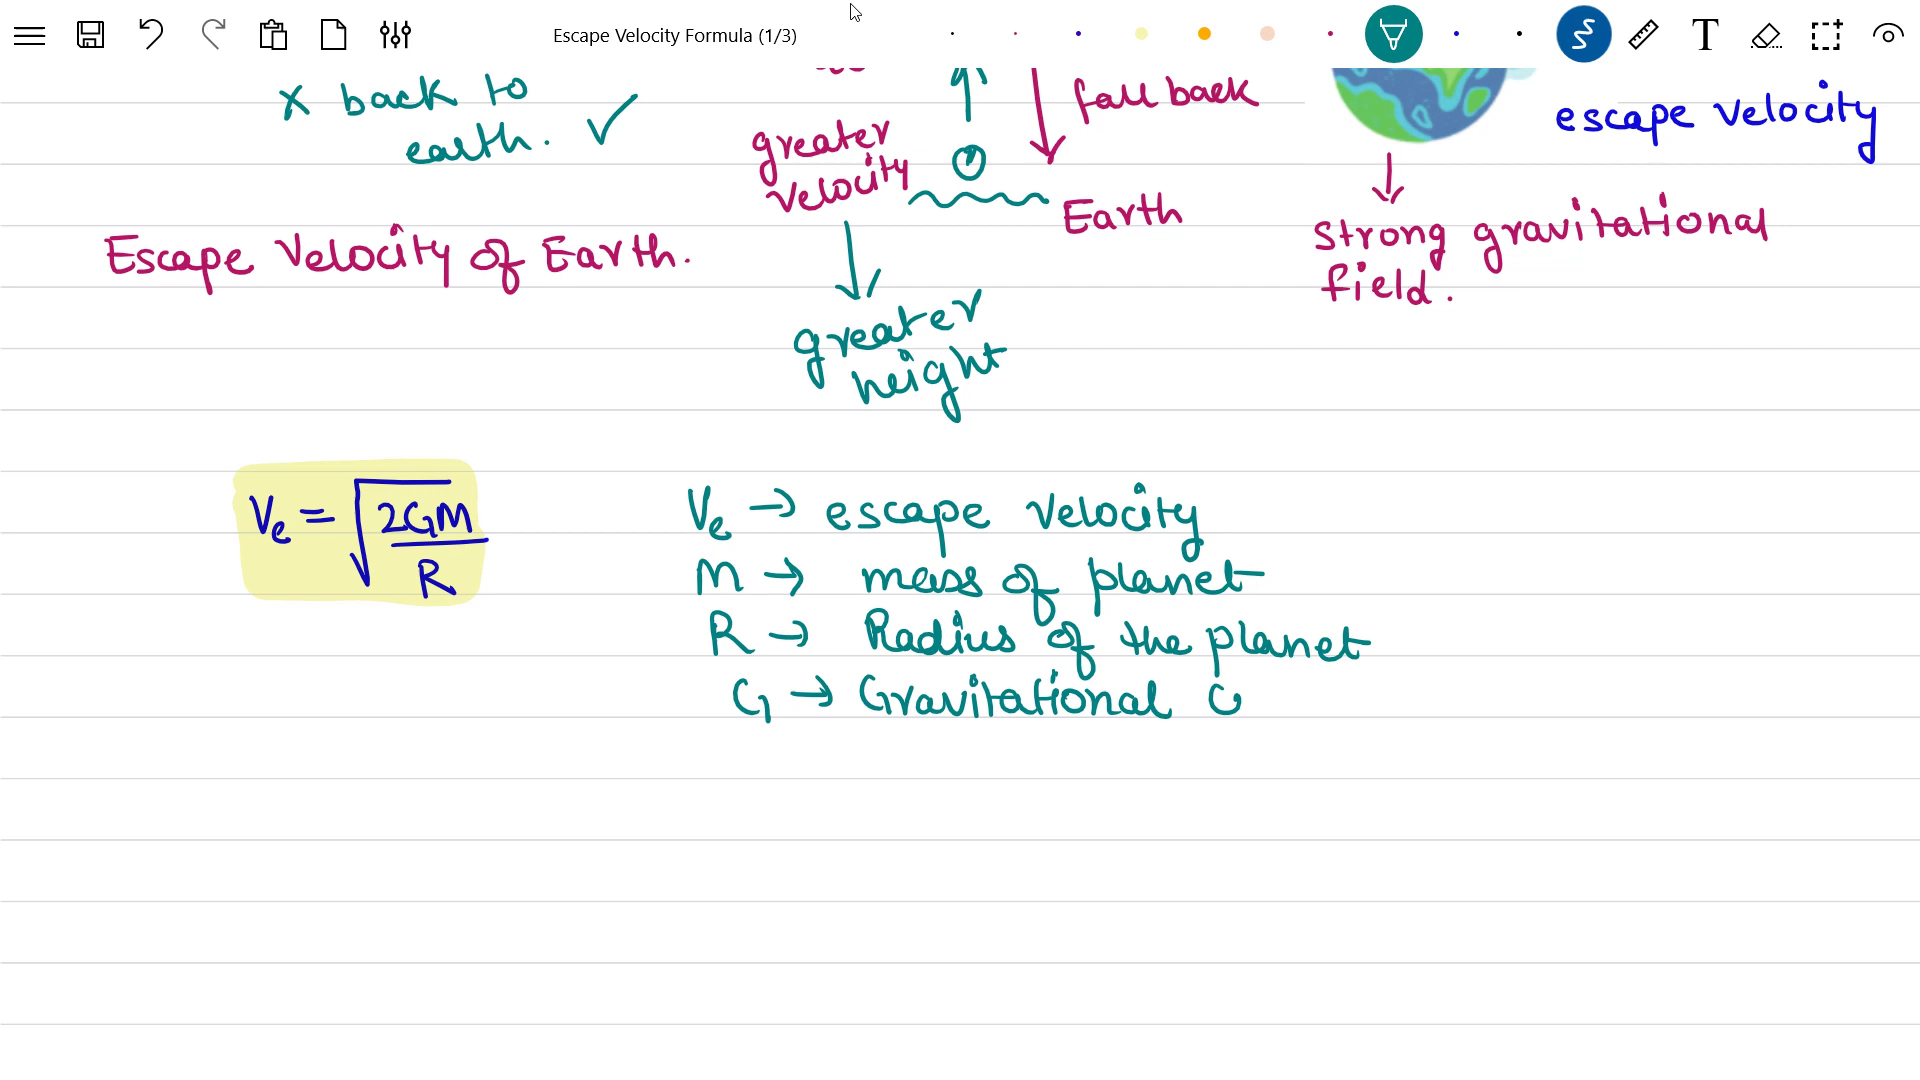 Escape Velocity Formula (1/3)
T
x back to
earth. ✓
greater
velocity
fall back
Earth
escape velocity
Strong gravitational
field.
Escape Velocity of Earth.
greater
height
Ve = √2GM/R
Ve → escape velocity
M → mass of planet
R → Radius of the planet
G → Gravitational C